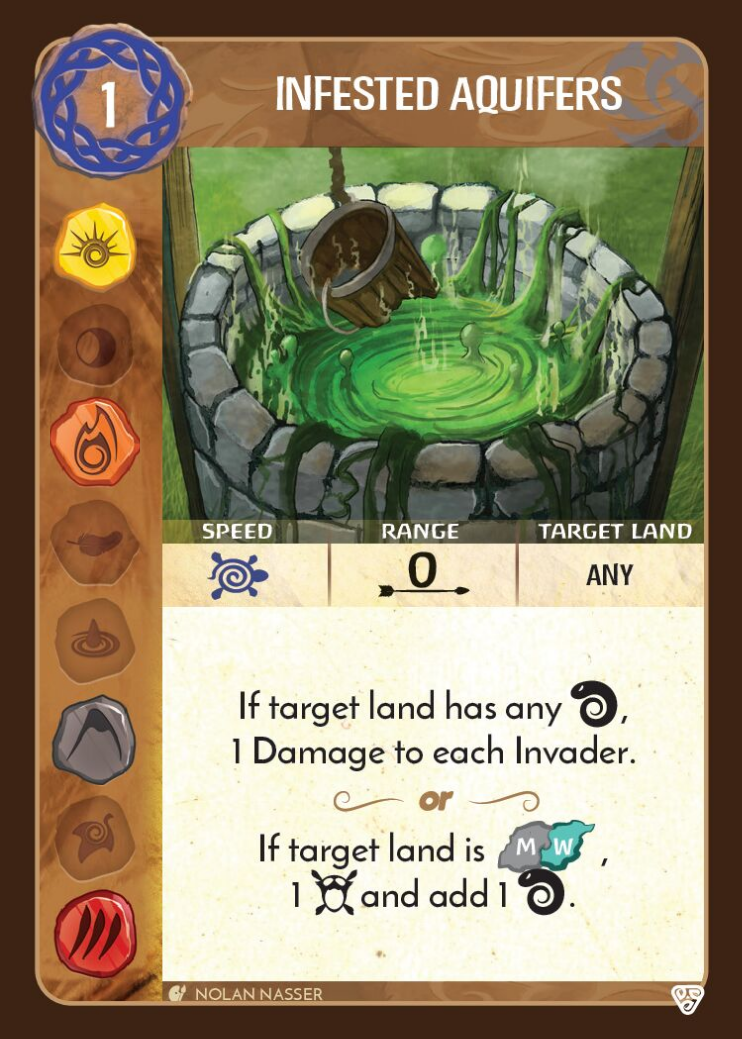 1
INFESTED AQUIFERS
SPEED RANGE TARGET LAND
0 ANY
If target land has any ,
1 Damage to each Invader.
or
If target land is M W ,
1 and add 1 .
NOLAN NASSER